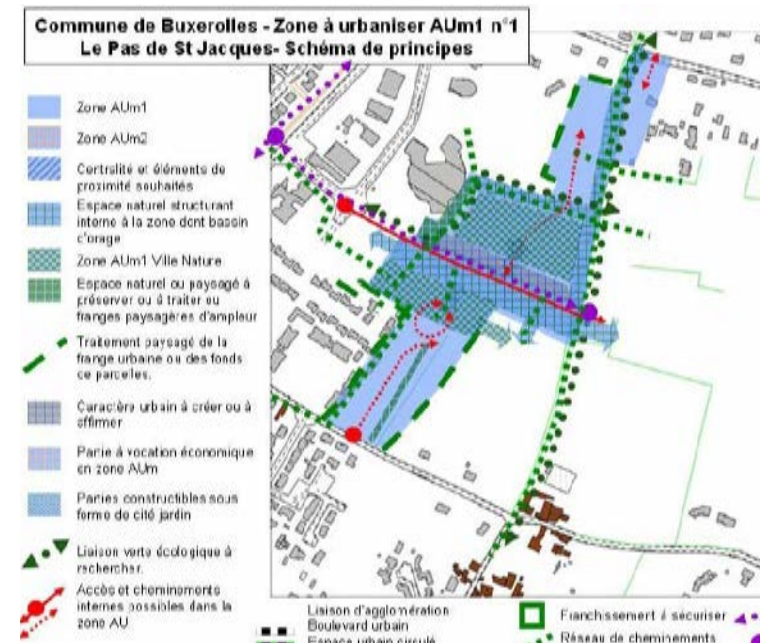 Commune de Buxerolles - Zone à urbaniser AUm1 n°1
Le Pas de St Jacques- Schéma de principes
Zone AUm1
Zone AUm2
Centralité et éléments de
proximité souhaités
Espace naturel structurant
interne à la zone dont bassin
c'orage
Zone AUm1 Ville Nature
Espace naturel ou paysagé à
préserver ou à traiter ou
franges paysagères d'ampleur
Traitement paysagé de la
frange urbaine ou des fonds
ce parcelles.
Caractère urbain à créer ou à
affirmer
Partie à vocation économique
en zone AUm
Parties constructibles sous
forme de cité jardin
Liaison verte écologique à
rechercher.
Accès et cheminements
internes possibles dans la
zone AU
Liaison d'agglomération
Boulevard urbain
Espace urbain circulé
Franchissement à sécuriser
Réseau de cheminements